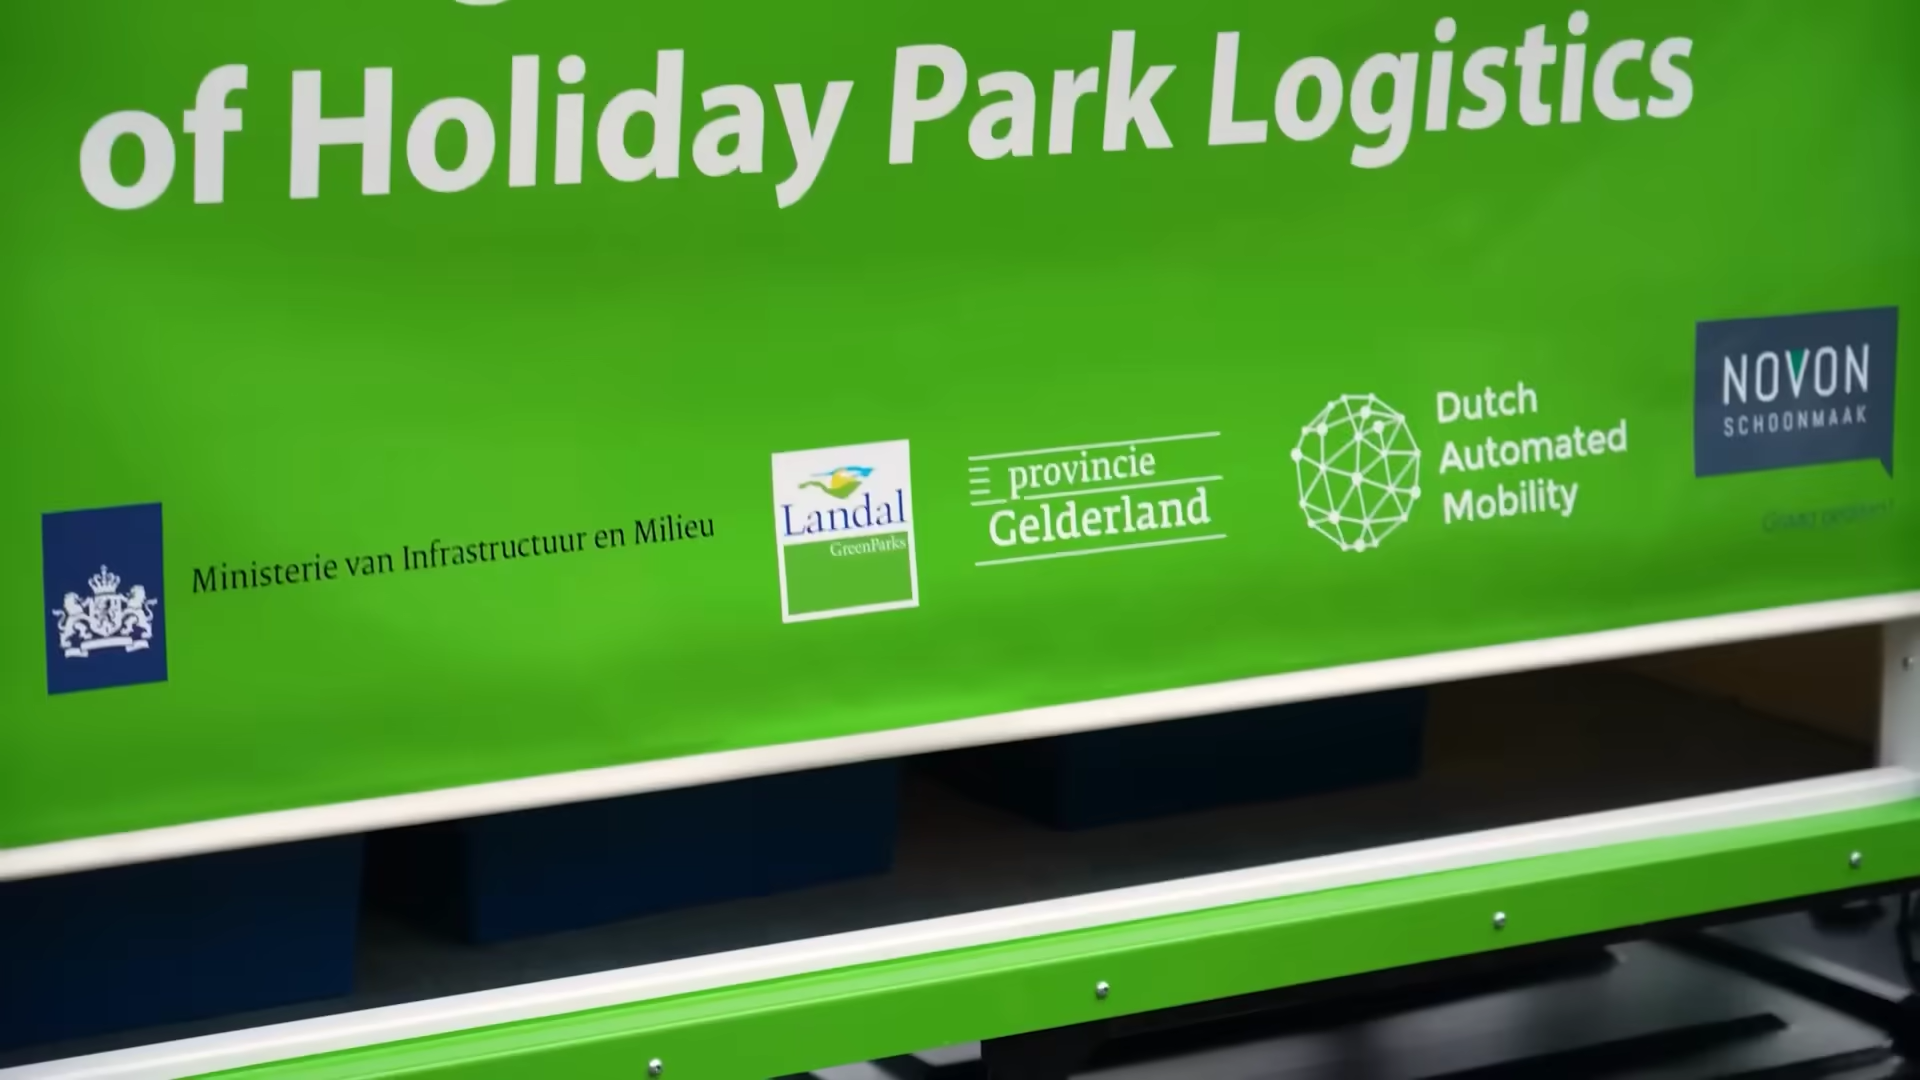 of Holiday Park Logistics
Ministerie van Infrastructuur en Milieu
Landal
GreenParks
provincie
Gelderland
Dutch
Automated
Mobility
NOVON
SCHOONMAAK